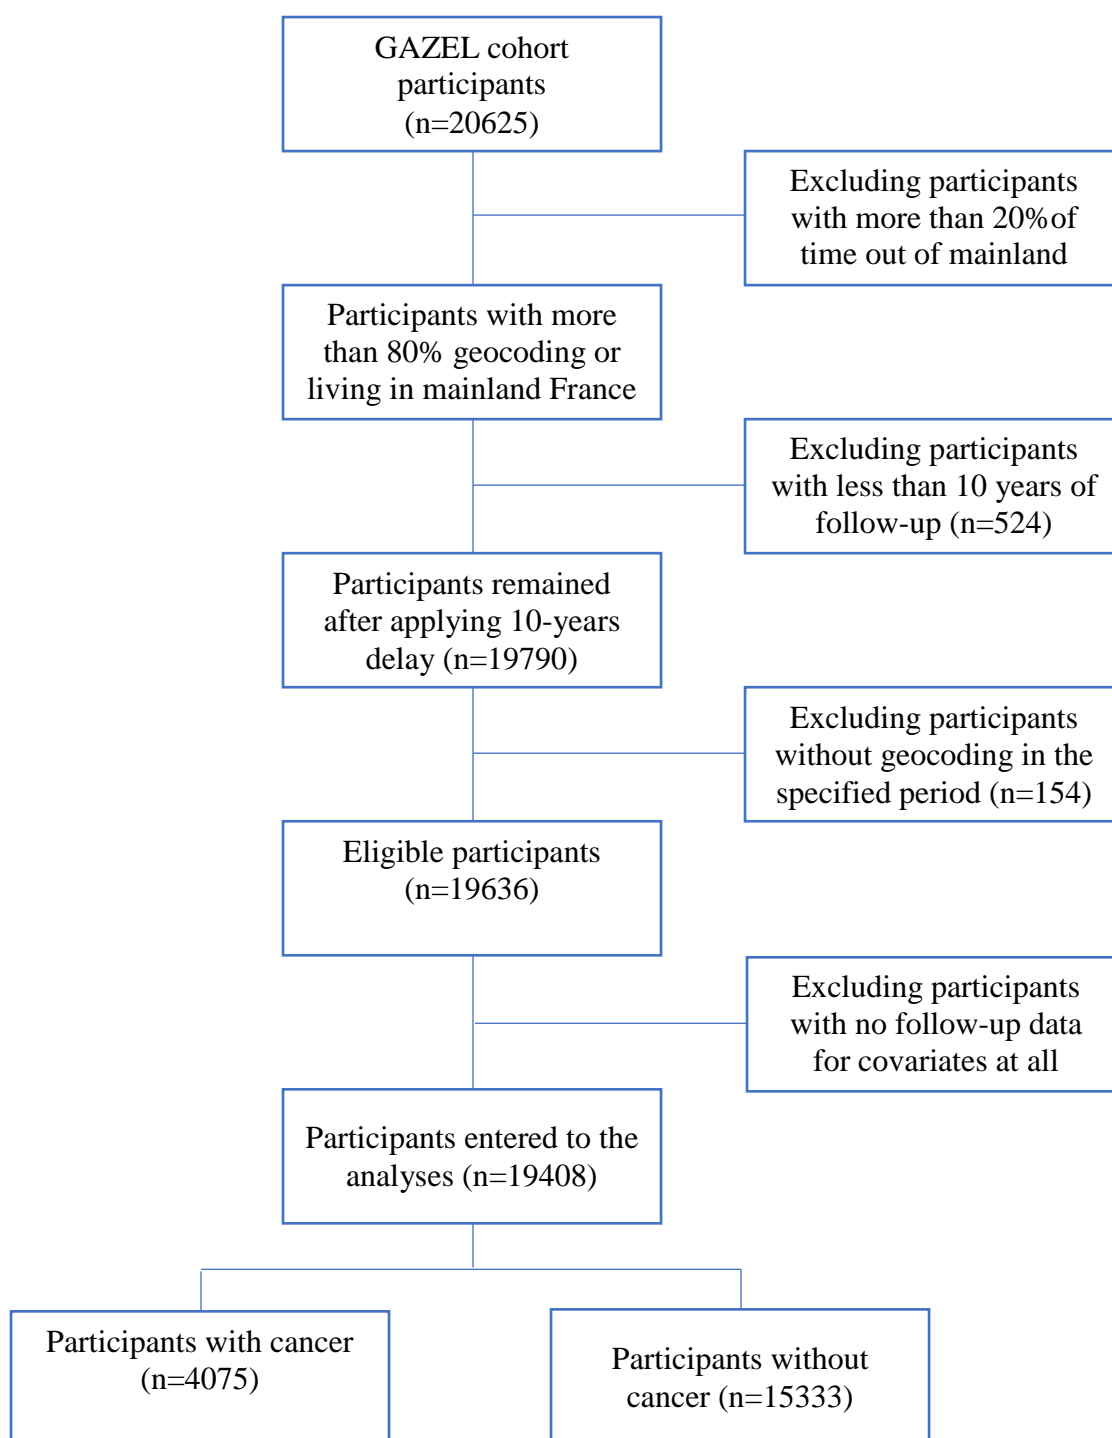 GAZEL cohort
participants
(n=20625)
Excluding participants
with more than 20%of
time out of mainland
Participants with more
than 80% geocoding or
living in mainland France
Excluding participants
with less than 10 years of
follow-up (n=524)
Participants remained
after applying 10-years
delay (n=19790)
Excluding participants
without geocoding in the
specified period (n=154)
Eligible participants
(n=19636)
Excluding participants
with no follow-up data
for covariates at all
Participants entered to the
analyses (n=19408)
Participants with cancer
(n=4075)
Participants without
cancer (n=15333)